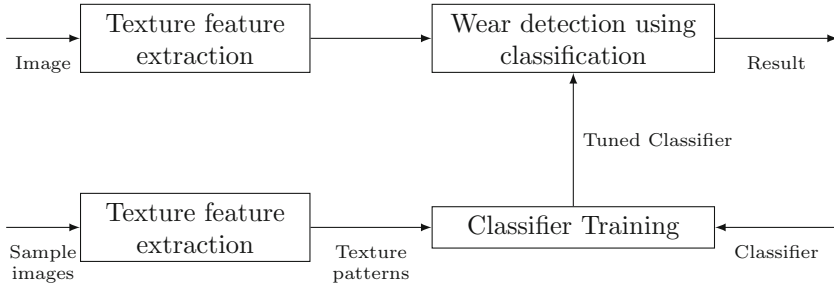 Texture feature
extraction
Wear detection using
classification
Image
Result
Tuned Classifier
Texture feature
extraction
Classifier Training
Sample
images
Texture
patterns
Classifier